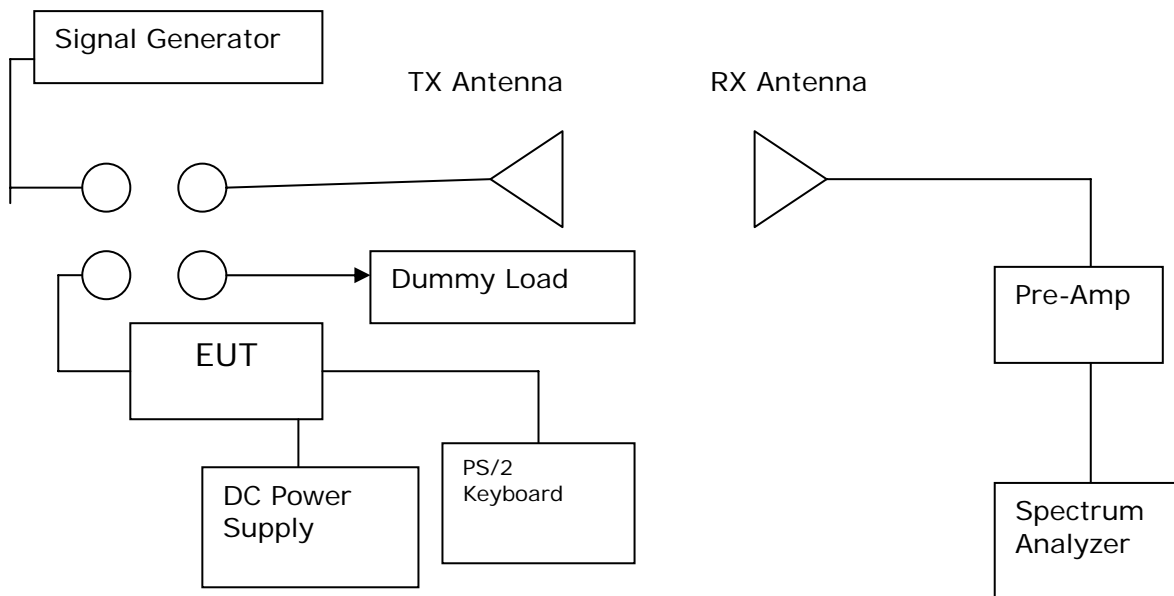 Signal Generator
TX Antenna
RX Antenna
Dummy Load
Pre-Amp
EUT
PS/2
Keyboard
DC Power
Supply
Spectrum
Analyzer